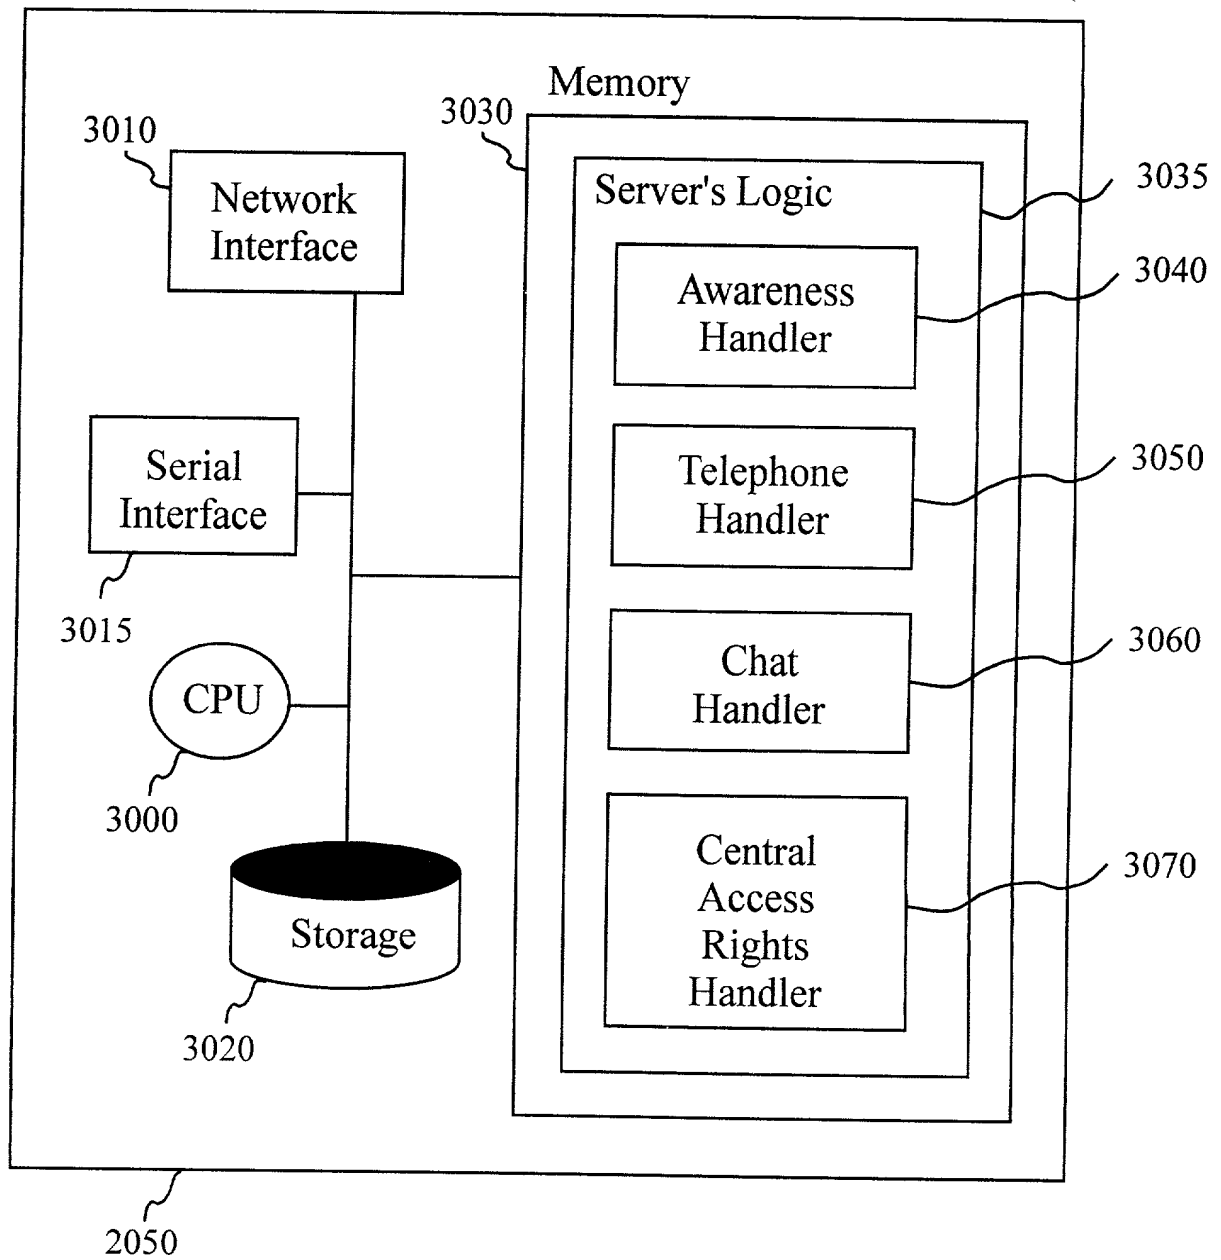 Memory
3030
3010
Network
Interface
Server's Logic
3035
Awareness
Handler
3040
Serial
Interface
3015
Telephone
Handler
3050
CPU
3000
Chat
Handler
3060
Storage
3020
Central
Access
Rights
Handler
3070
2050